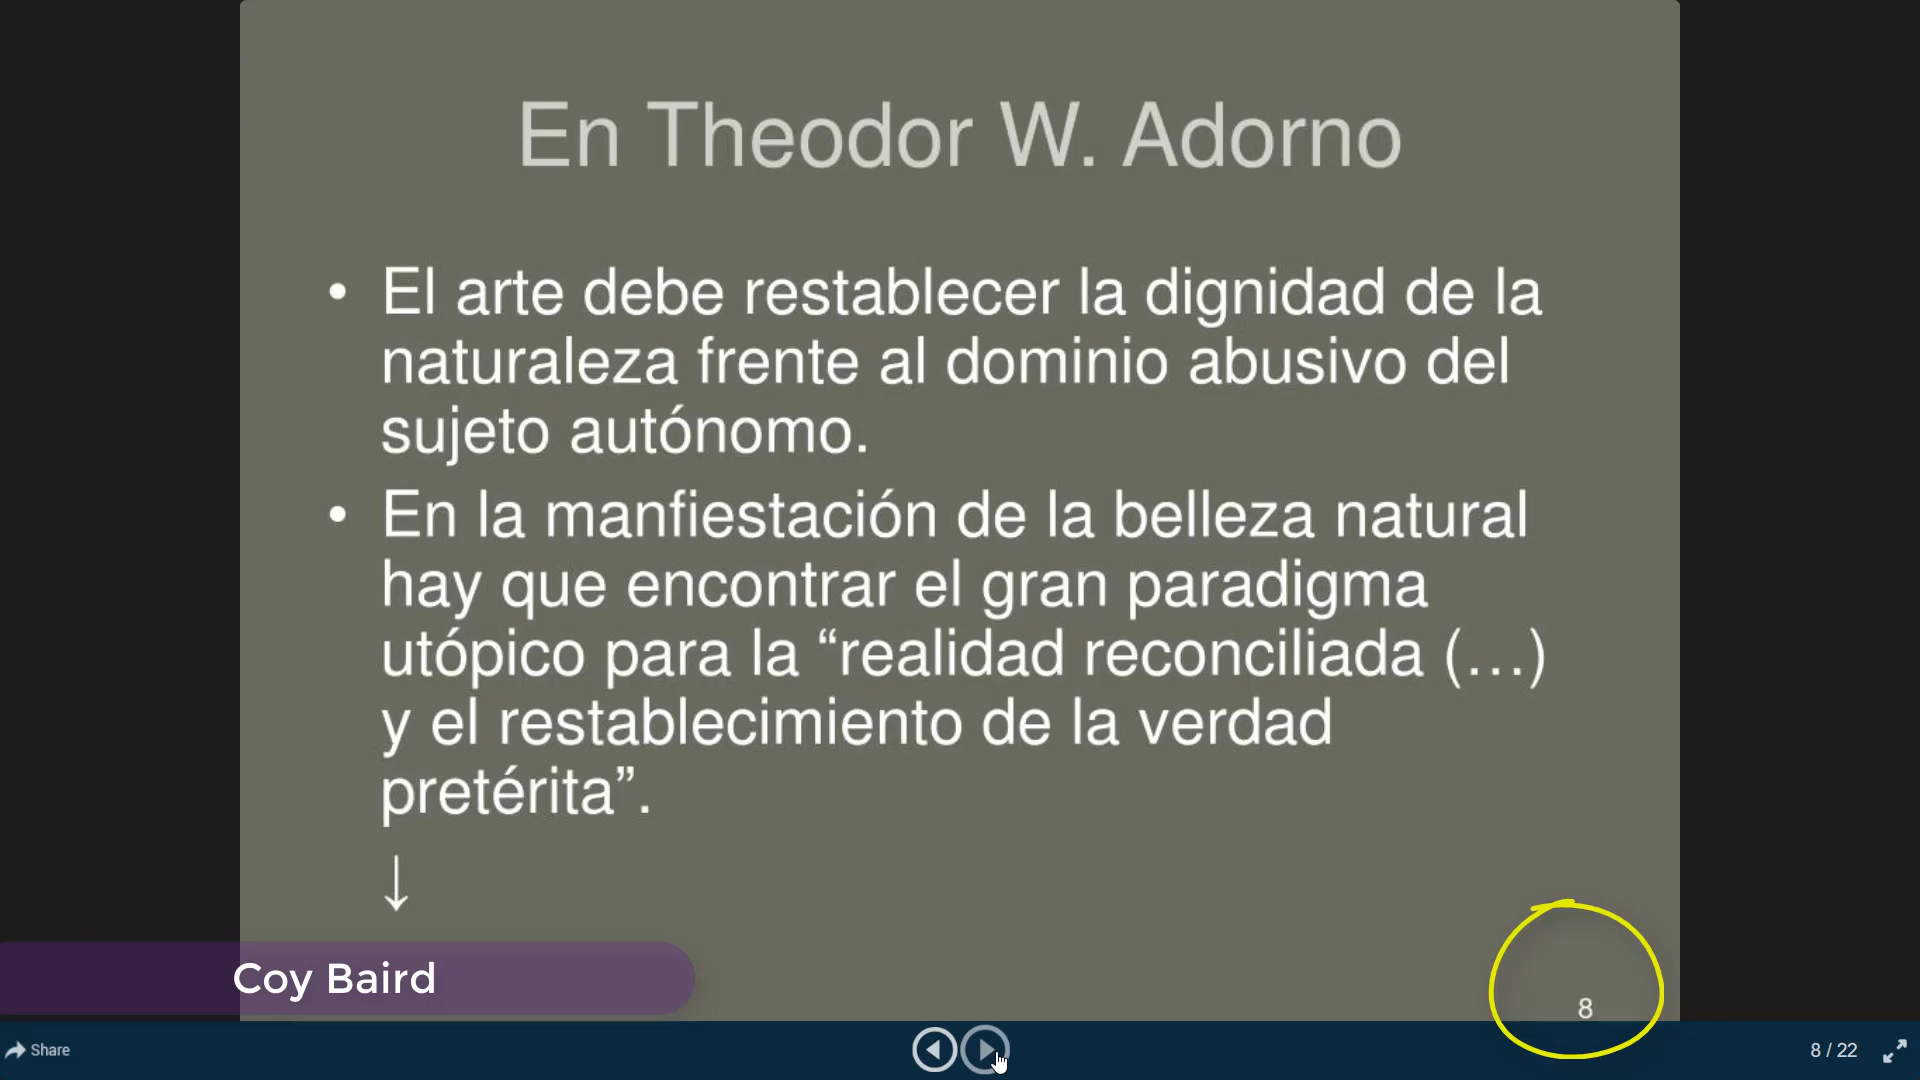 En Theodor W. Adorno
• El arte debe restablecer la dignidad de la
naturaleza frente al dominio abusivo del
sujeto autónomo.
• En la manfiestación de la belleza natural
hay que encontrar el gran paradigma
utópico para la “realidad reconciliada (…)
y el restablecimiento de la verdad
pretérita”.
↓
Coy Baird
8
Share
8 / 22